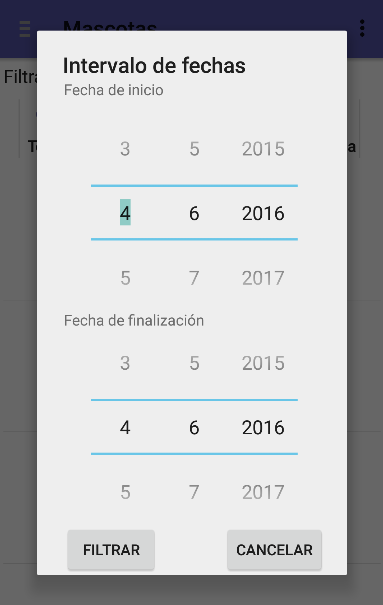 Mascotas
Filtra
Intervalo de fechas
Fecha de inicio
3 5 2015
4 6 2016
5 7 2017
Fecha de finalización
3 5 2015
4 6 2016
5 7 2017
FILTRAR CANCELAR